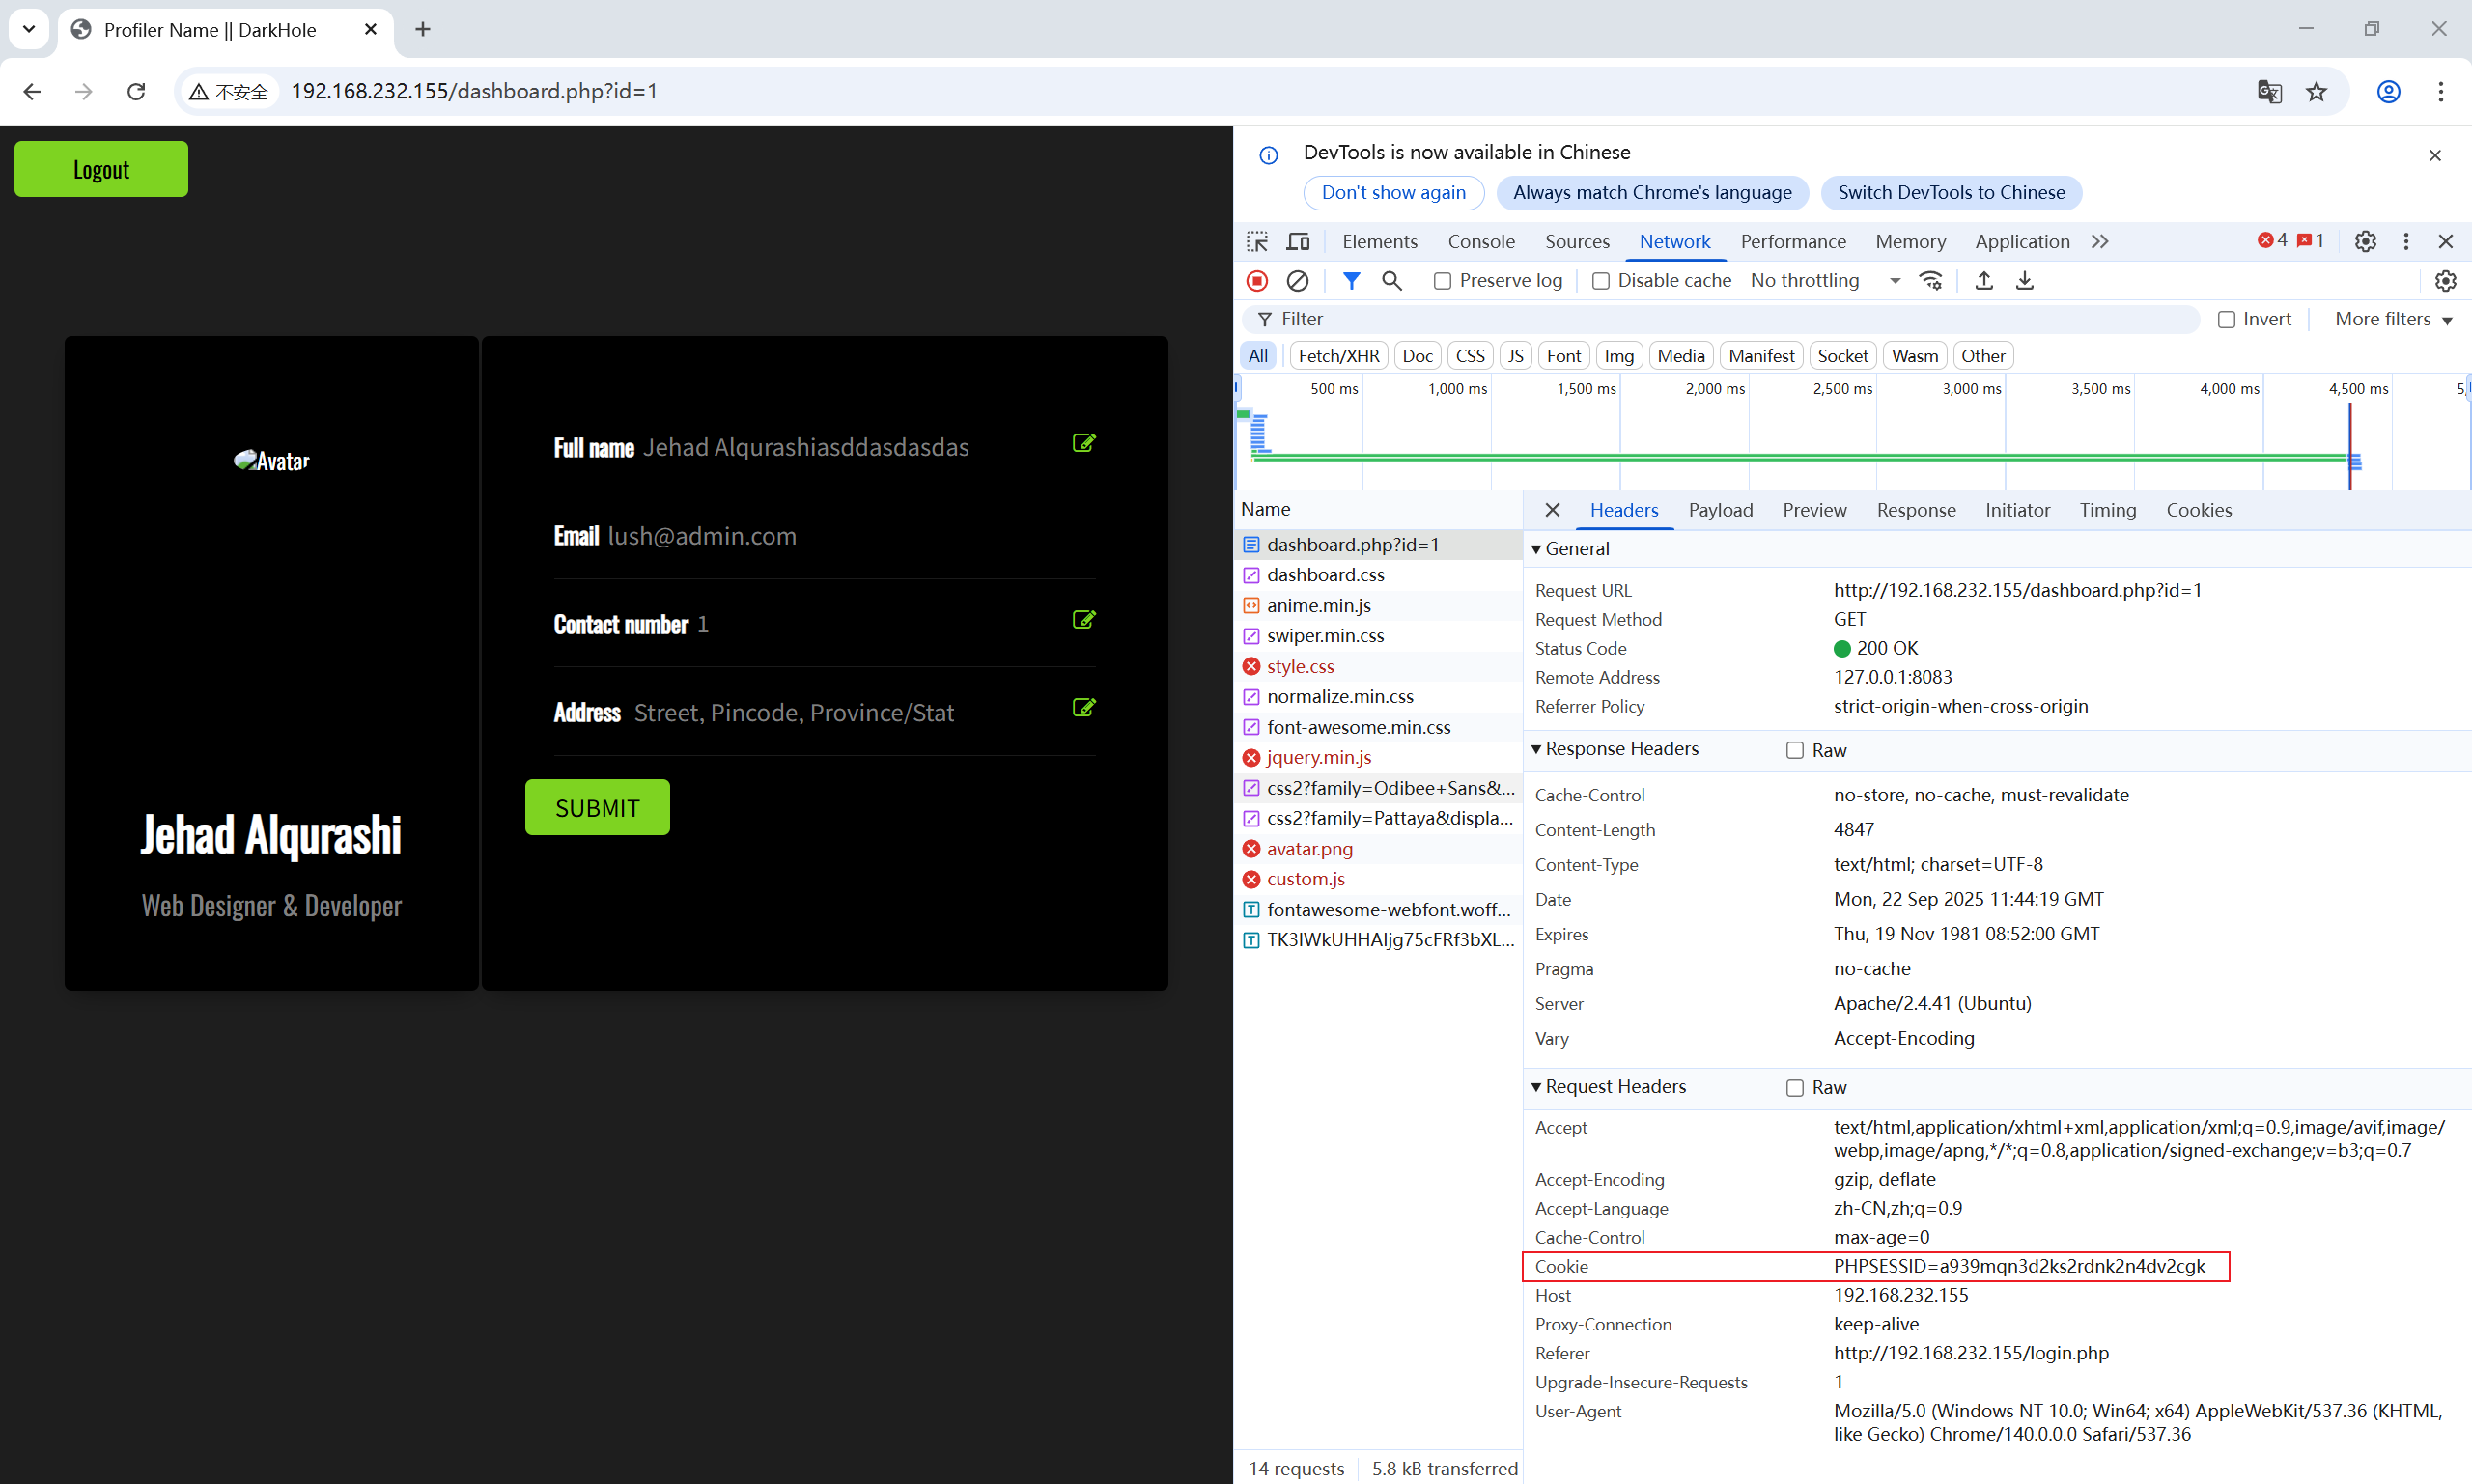 Profiler Name || DarkHole
不安全
192.168.232.155/dashboard.php?id=1
Logout
Avatar
Jehad Alqurashi
Web Designer & Developer
Full name Jehad Alqurashiasddasdasdas
Email lush@admin.com
Contact number 1
Address Street, Pincode, Province/Stat
SUBMIT
DevTools is now available in Chinese
Don't show again Always match Chrome's language Switch DevTools to Chinese
Elements Console Sources Network Performance Memory Application 4 1
Preserve log Disable cache No throttling
Filter Invert More filters
All Fetch/XHR Doc CSS JS Font Img Media Manifest Socket Wasm Other
500 ms 1,000 ms 1,500 ms 2,000 ms 2,500 ms 3,000 ms 3,500 ms 4,000 ms 4,500 ms 5,
Name
dashboard.php?id=1
dashboard.css
anime.min.js
swiper.min.css
style.css
normalize.min.css
font-awesome.min.css
jquery.min.js
css2?family=Odibee+Sans&...
css2?family=Pattaya&displa...
avatar.png
custom.js
fontawesome-webfont.woff...
TK3IWkUHHAIjg75cFRf3bXL...
14 requests 5.8 kB transferred
Headers Payload Preview Response Initiator Timing Cookies
General
Request URL http://192.168.232.155/dashboard.php?id=1
Request Method GET
Status Code 200 OK
Remote Address 127.0.0.1:8083
Referrer Policy strict-origin-when-cross-origin
Response Headers Raw
Cache-Control no-store, no-cache, must-revalidate
Content-Length 4847
Content-Type text/html; charset=UTF-8
Date Mon, 22 Sep 2025 11:44:19 GMT
Expires Thu, 19 Nov 1981 08:52:00 GMT
Pragma no-cache
Server Apache/2.4.41 (Ubuntu)
Vary Accept-Encoding
Request Headers Raw
Accept text/html,application/xhtml+xml,application/xml;q=0.9,image/avif,image/
webp,image/apng,*/*;q=0.8,application/signed-exchange;v=b3;q=0.7
Accept-Encoding gzip, deflate
Accept-Language zh-CN,zh;q=0.9
Cache-Control max-age=0
Cookie PHPSESSID=a939mqn3d2ks2rdnk2n4dv2cgk
Host 192.168.232.155
Proxy-Connection keep-alive
Referer http://192.168.232.155/login.php
Upgrade-Insecure-Requests 1
User-Agent Mozilla/5.0 (Windows NT 10.0; Win64; x64) AppleWebKit/537.36 (KHTML,
like Gecko) Chrome/140.0.0.0 Safari/537.36